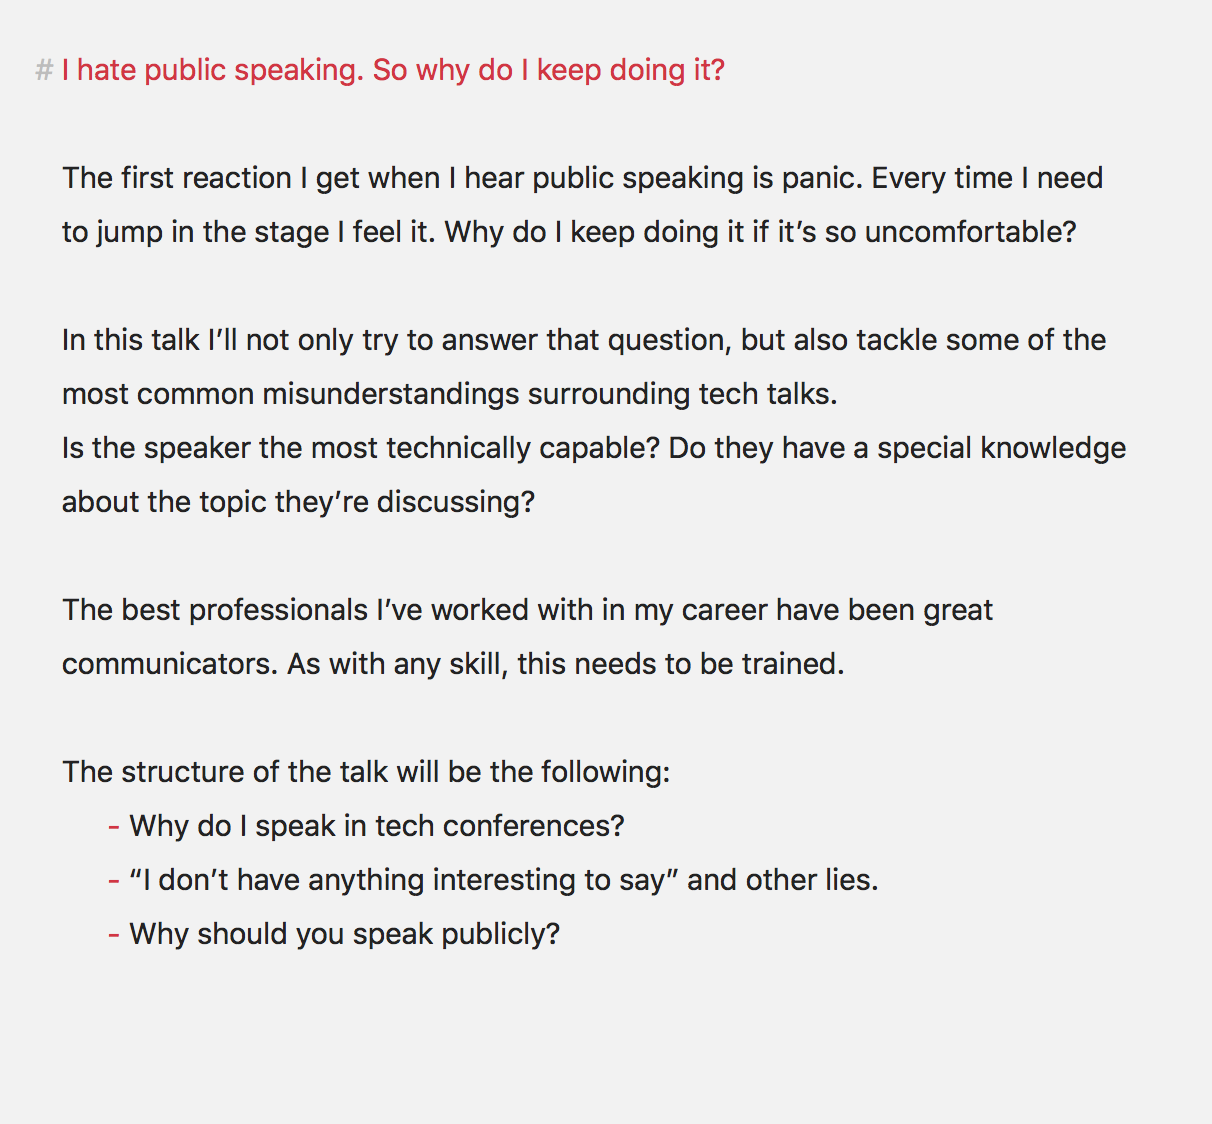 # I hate public speaking. So why do I keep doing it?
The first reaction I get when I hear public speaking is panic. Every time I need
to jump in the stage I feel it. Why do I keep doing it if it’s so uncomfortable?
In this talk I’ll not only try to answer that question, but also tackle some of the
most common misunderstandings surrounding tech talks.
Is the speaker the most technically capable? Do they have a special knowledge
about the topic they’re discussing?
The best professionals I’ve worked with in my career have been great
communicators. As with any skill, this needs to be trained.
The structure of the talk will be the following:
- Why do I speak in tech conferences?
- “I don’t have anything interesting to say” and other lies.
- Why should you speak publicly?